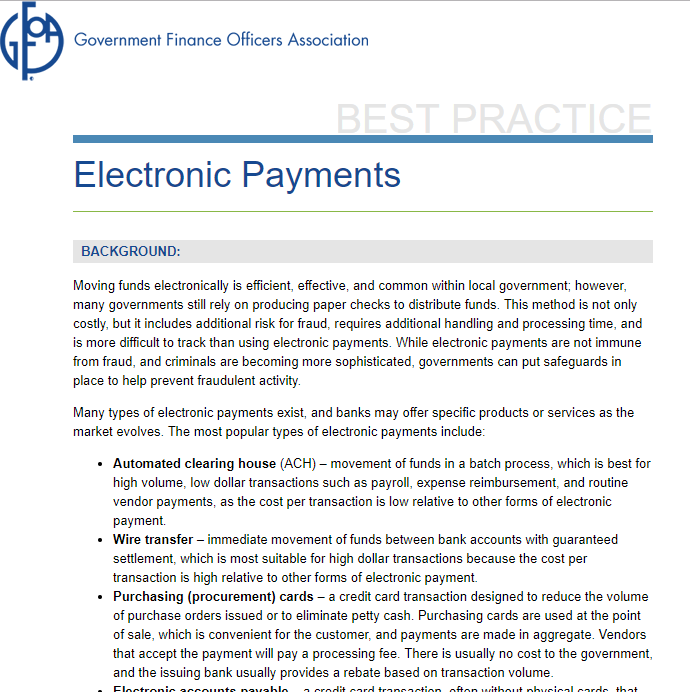 GFOA
Government Finance Officers Association
BEST PRACTICE
Electronic Payments
BACKGROUND:
Moving funds electronically is efficient, effective, and common within local government; however,
many governments still rely on producing paper checks to distribute funds. This method is not only
costly, but it includes additional risk for fraud, requires additional handling and processing time, and
is more difficult to track than using electronic payments. While electronic payments are not immune
from fraud, and criminals are becoming more sophisticated, governments can put safeguards in
place to help prevent fraudulent activity.
Many types of electronic payments exist, and banks may offer specific products or services as the
market evolves. The most popular types of electronic payments include:
• Automated clearing house (ACH) – movement of funds in a batch process, which is best for
high volume, low dollar transactions such as payroll, expense reimbursement, and routine
vendor payments, as the cost per transaction is low relative to other forms of electronic
payment.
• Wire transfer – immediate movement of funds between bank accounts with guaranteed
settlement, which is most suitable for high dollar transactions because the cost per
transaction is high relative to other forms of electronic payment.
• Purchasing (procurement) cards – a credit card transaction designed to reduce the volume
of purchase orders issued or to eliminate petty cash. Purchasing cards are used at the point
of sale, which is convenient for the customer, and payments are made in aggregate. Vendors
that accept the payment will pay a processing fee. There is usually no cost to the government,
and the issuing bank usually provides a rebate based on transaction volume.
• Electronic accounts payable – a credit card transaction, often without physical cards, that